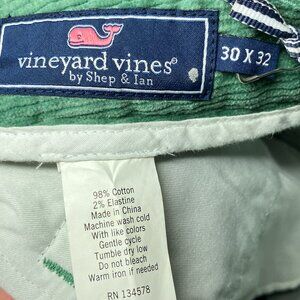 vineyard vines®
by Shep & Ian
30 X 32
98% Cotton
2% Elastine
Made in China
Machine wash cold
With like colors
Gentle cycle
Tumble dry low
Do not bleach
Warm iron if needed
RN 134578